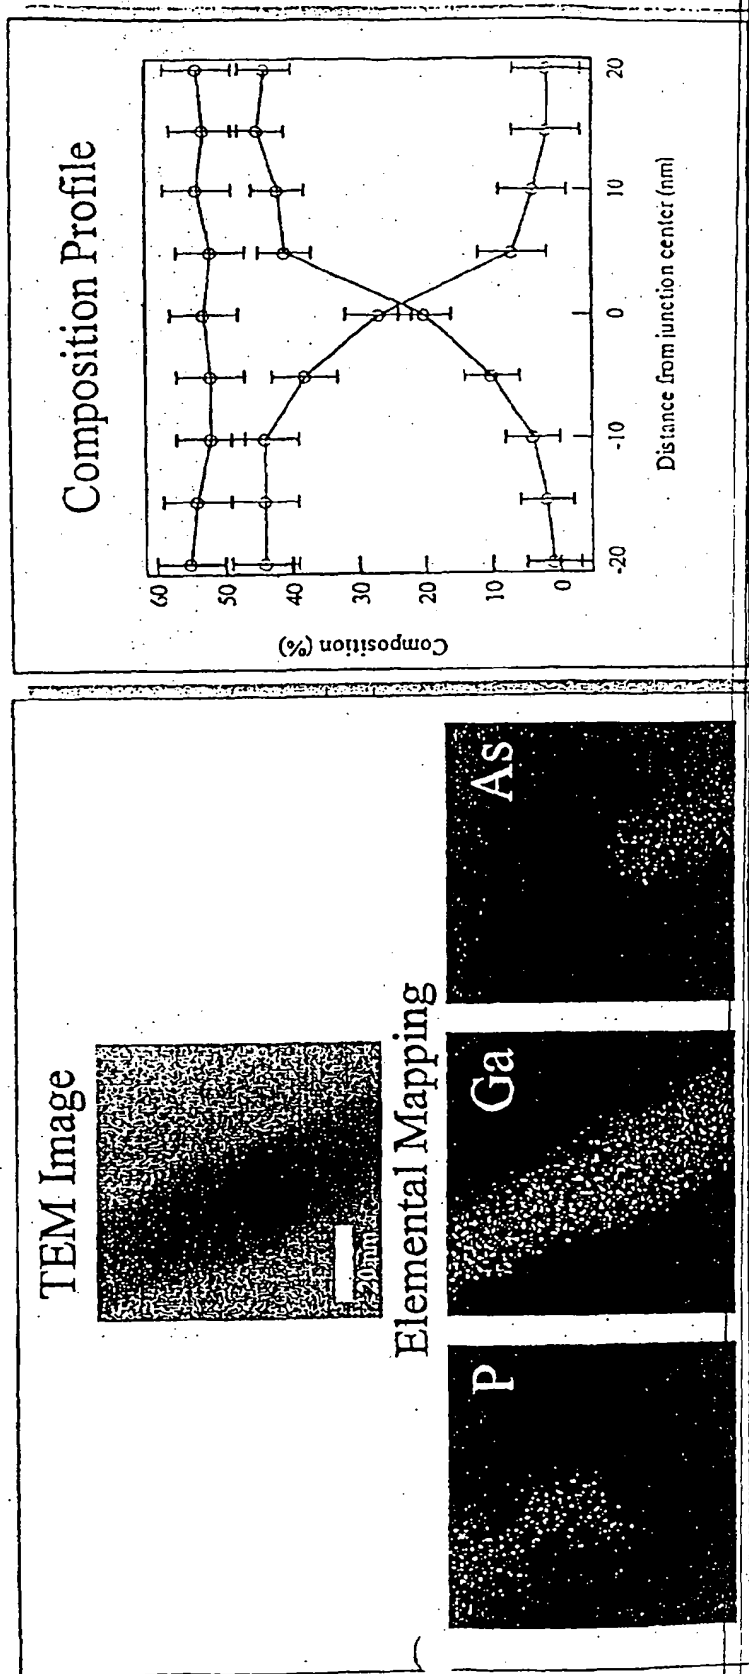 TEM Image
20 nm
Elemental Mapping
P
Ga
As
Composition Profile
Composition (%)
60
50
40
30
20
10
0
-20
-10
0
10
20
Distance from junction center (nm)